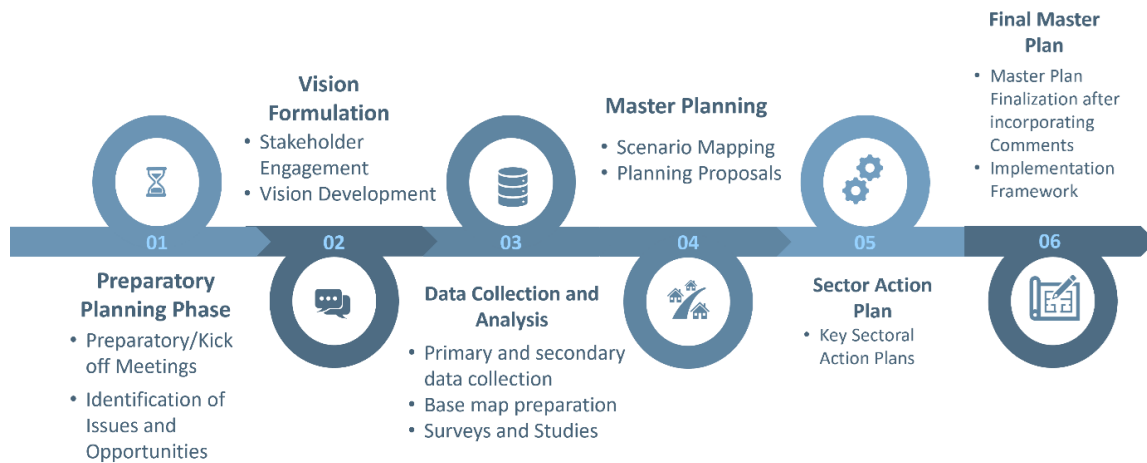 01
Preparatory
Planning Phase
• Preparatory/Kick
off Meetings
• Identification of
Issues and
Opportunities
Vision
Formulation
• Stakeholder
Engagement
• Vision Development
02
03
Data Collection and
Analysis
• Primary and secondary
data collection
• Base map preparation
• Surveys and Studies
Master Planning
• Scenario Mapping
• Planning Proposals
04
05
Sector Action
Plan
• Key Sectoral
Action Plans
Final Master
Plan
• Master Plan
Finalization after
incorporating
Comments
• Implementation
Framework
06